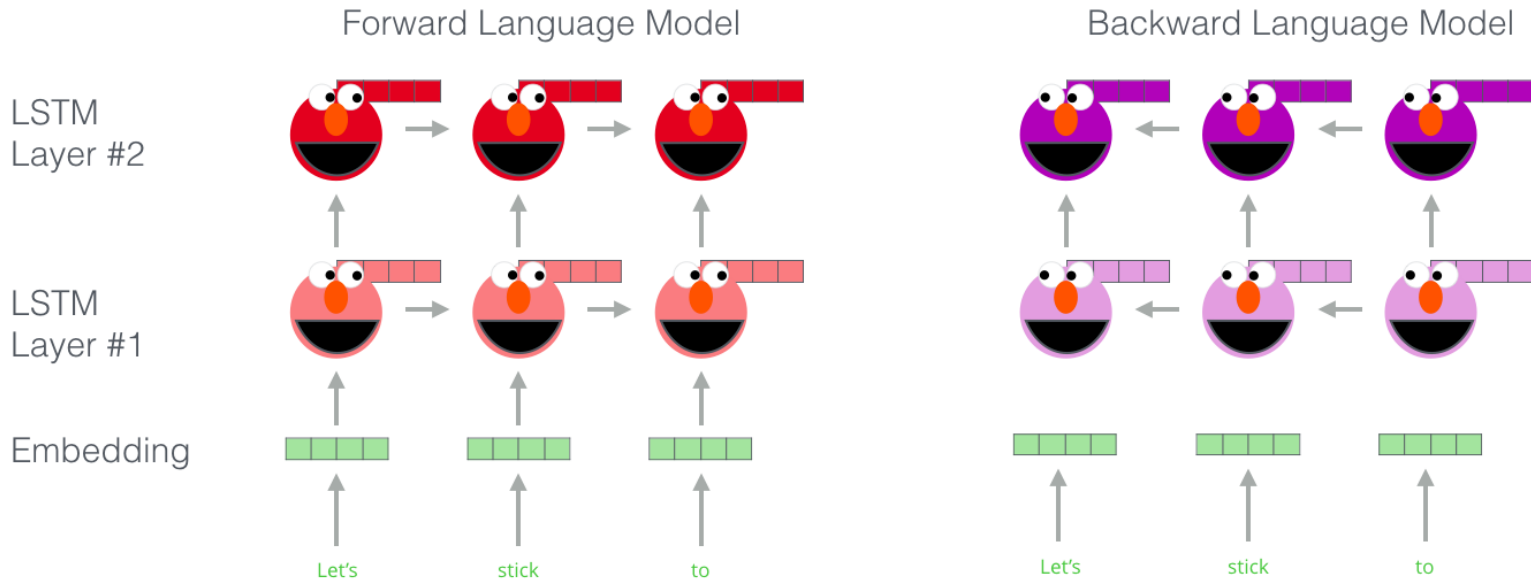 Forward Language Model
Backward Language Model
LSTM
Layer #2
LSTM
Layer #1
Embedding
Let's
stick
to
Let's
stick
to